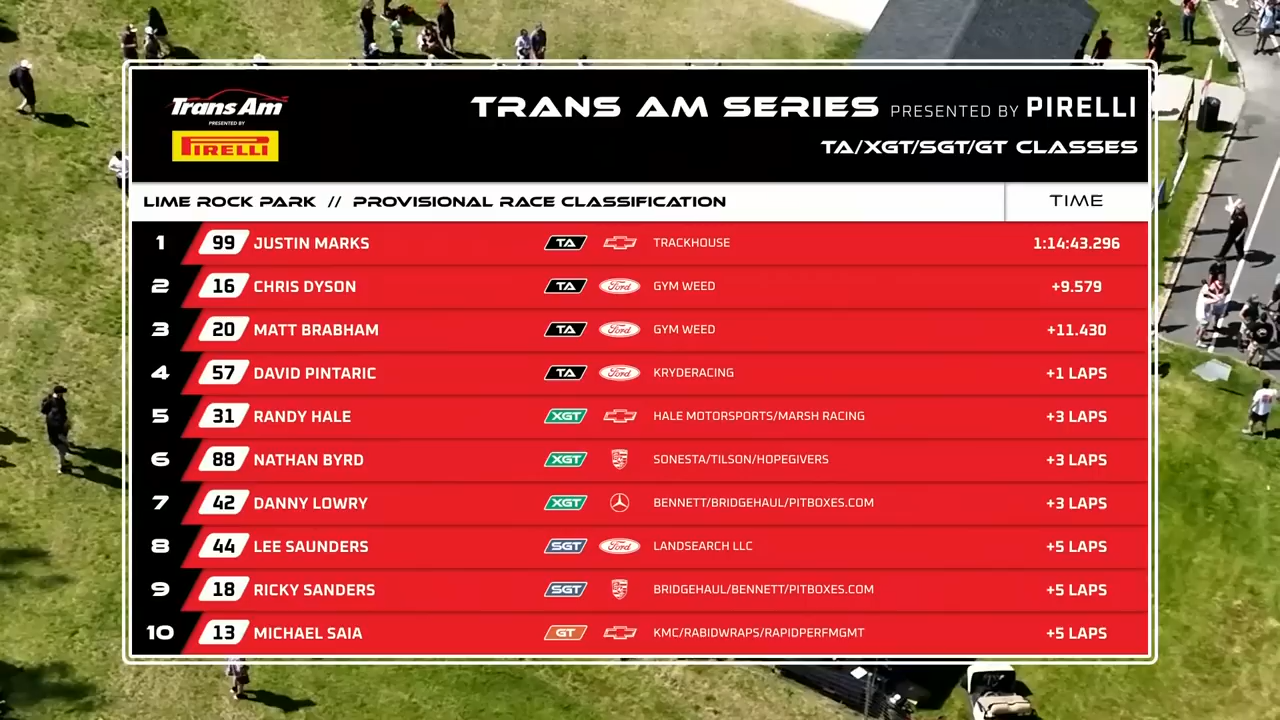 Trans Am
PRESENTED BY
PIRELLI
TRANS AM SERIES PRESENTED BY PIRELLI
TA/XGT/SGT/GT CLASSES
LIME ROCK PARK // PROVISIONAL RACE CLASSIFICATION TIME
1 99 JUSTIN MARKS TA TRACKHOUSE 1:14:43.296
2 16 CHRIS DYSON TA Ford GYM WEED +9.579
3 20 MATT BRABHAM TA Ford GYM WEED +11.430
4 57 DAVID PINTARIC TA Ford KRYDERACING +1 LAPS
5 31 RANDY HALE XGT HALE MOTORSPORTS/MARSH RACING +3 LAPS
6 88 NATHAN BYRD XGT SONESTA/TILSON/HOPEGIVERS +3 LAPS
7 42 DANNY LOWRY XGT BENNETT/BRIDGEHAUL/PITBOXES.COM +3 LAPS
8 44 LEE SAUNDERS SGT Ford LANDSEARCH LLC +5 LAPS
9 18 RICKY SANDERS SGT BRIDGEHAUL/BENNETT/PITBOXES.COM +5 LAPS
10 13 MICHAEL SAIA GT KMC/RABIDWRAPS/RAPIDPERFMGMT +5 LAPS